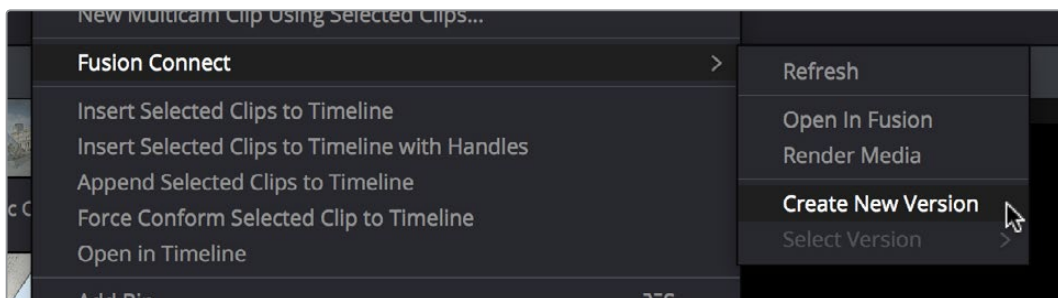 New Multicam Clip Using Selected Clips...
Fusion Connect >
Insert Selected Clips to Timeline
Insert Selected Clips to Timeline with Handles
Append Selected Clips to Timeline
Force Conform Selected Clip to Timeline
Open in Timeline
Add Bin
Refresh
Open In Fusion
Render Media
Create New Version
Select Version >